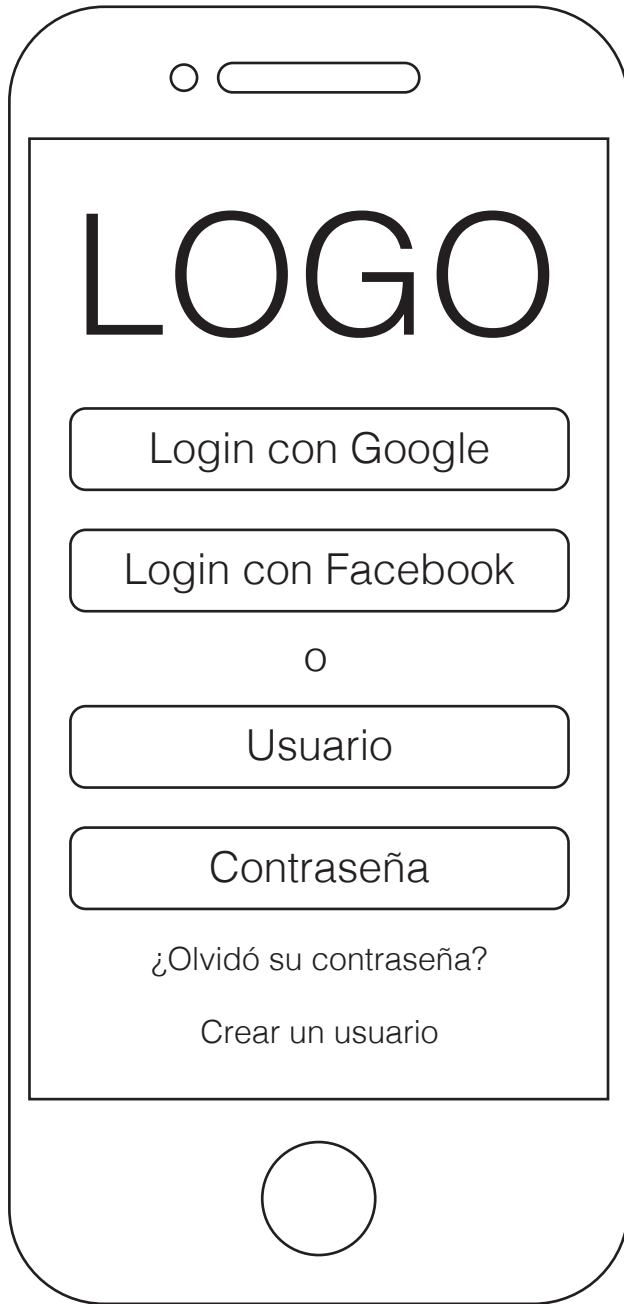 LOGO
Login con Google
Login con Facebook
o
Usuario
Contraseña
¿Olvidó su contraseña?
Crear un usuario